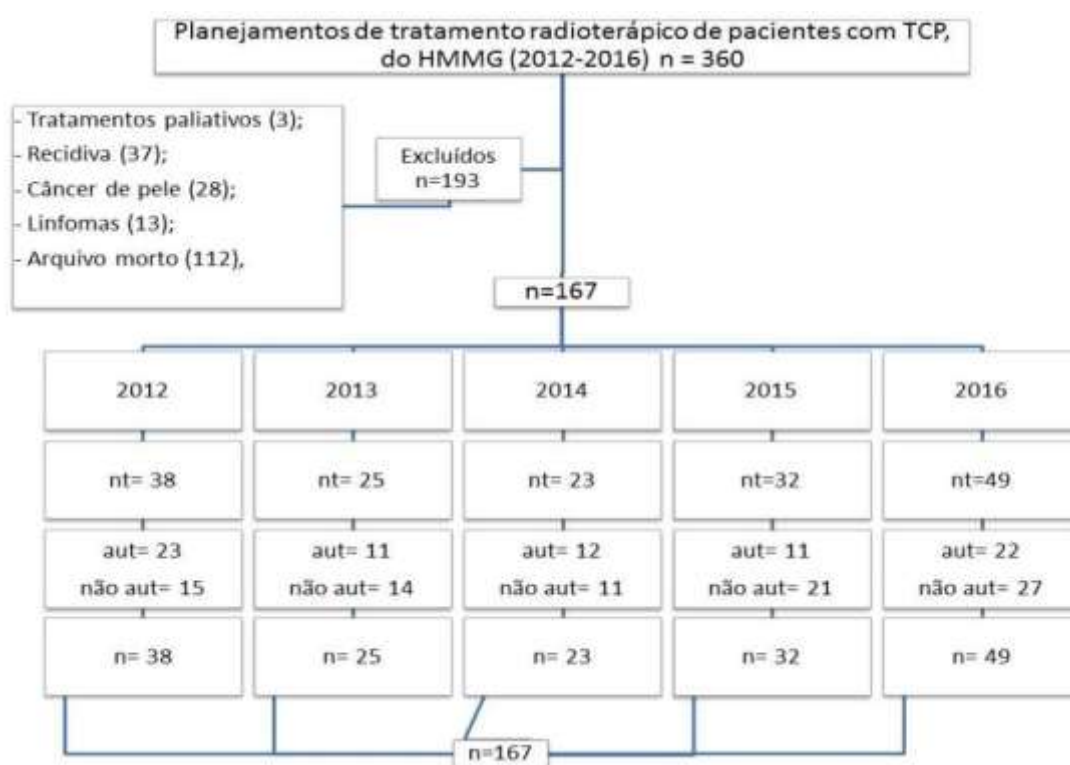 Planejamentos de tratamento radioterápico de pacientes com TCP,
do HMMG (2012-2016) n = 360
- Tratamentos paliativos (3);
- Recidiva (37);
- Câncer de pele (28);
- Linfomas (13);
- Arquivo morto (112),
Excluídos
n=193
n=167
2012
2013
2014
2015
2016
nt= 38
nt= 25
nt= 23
nt=32
nt=49
aut= 23
não aut= 15
aut= 11
não aut= 14
aut= 12
não aut= 11
aut= 11
não aut= 21
aut= 22
não aut= 27
n= 38
n= 25
n= 23
n= 32
n= 49
n=167